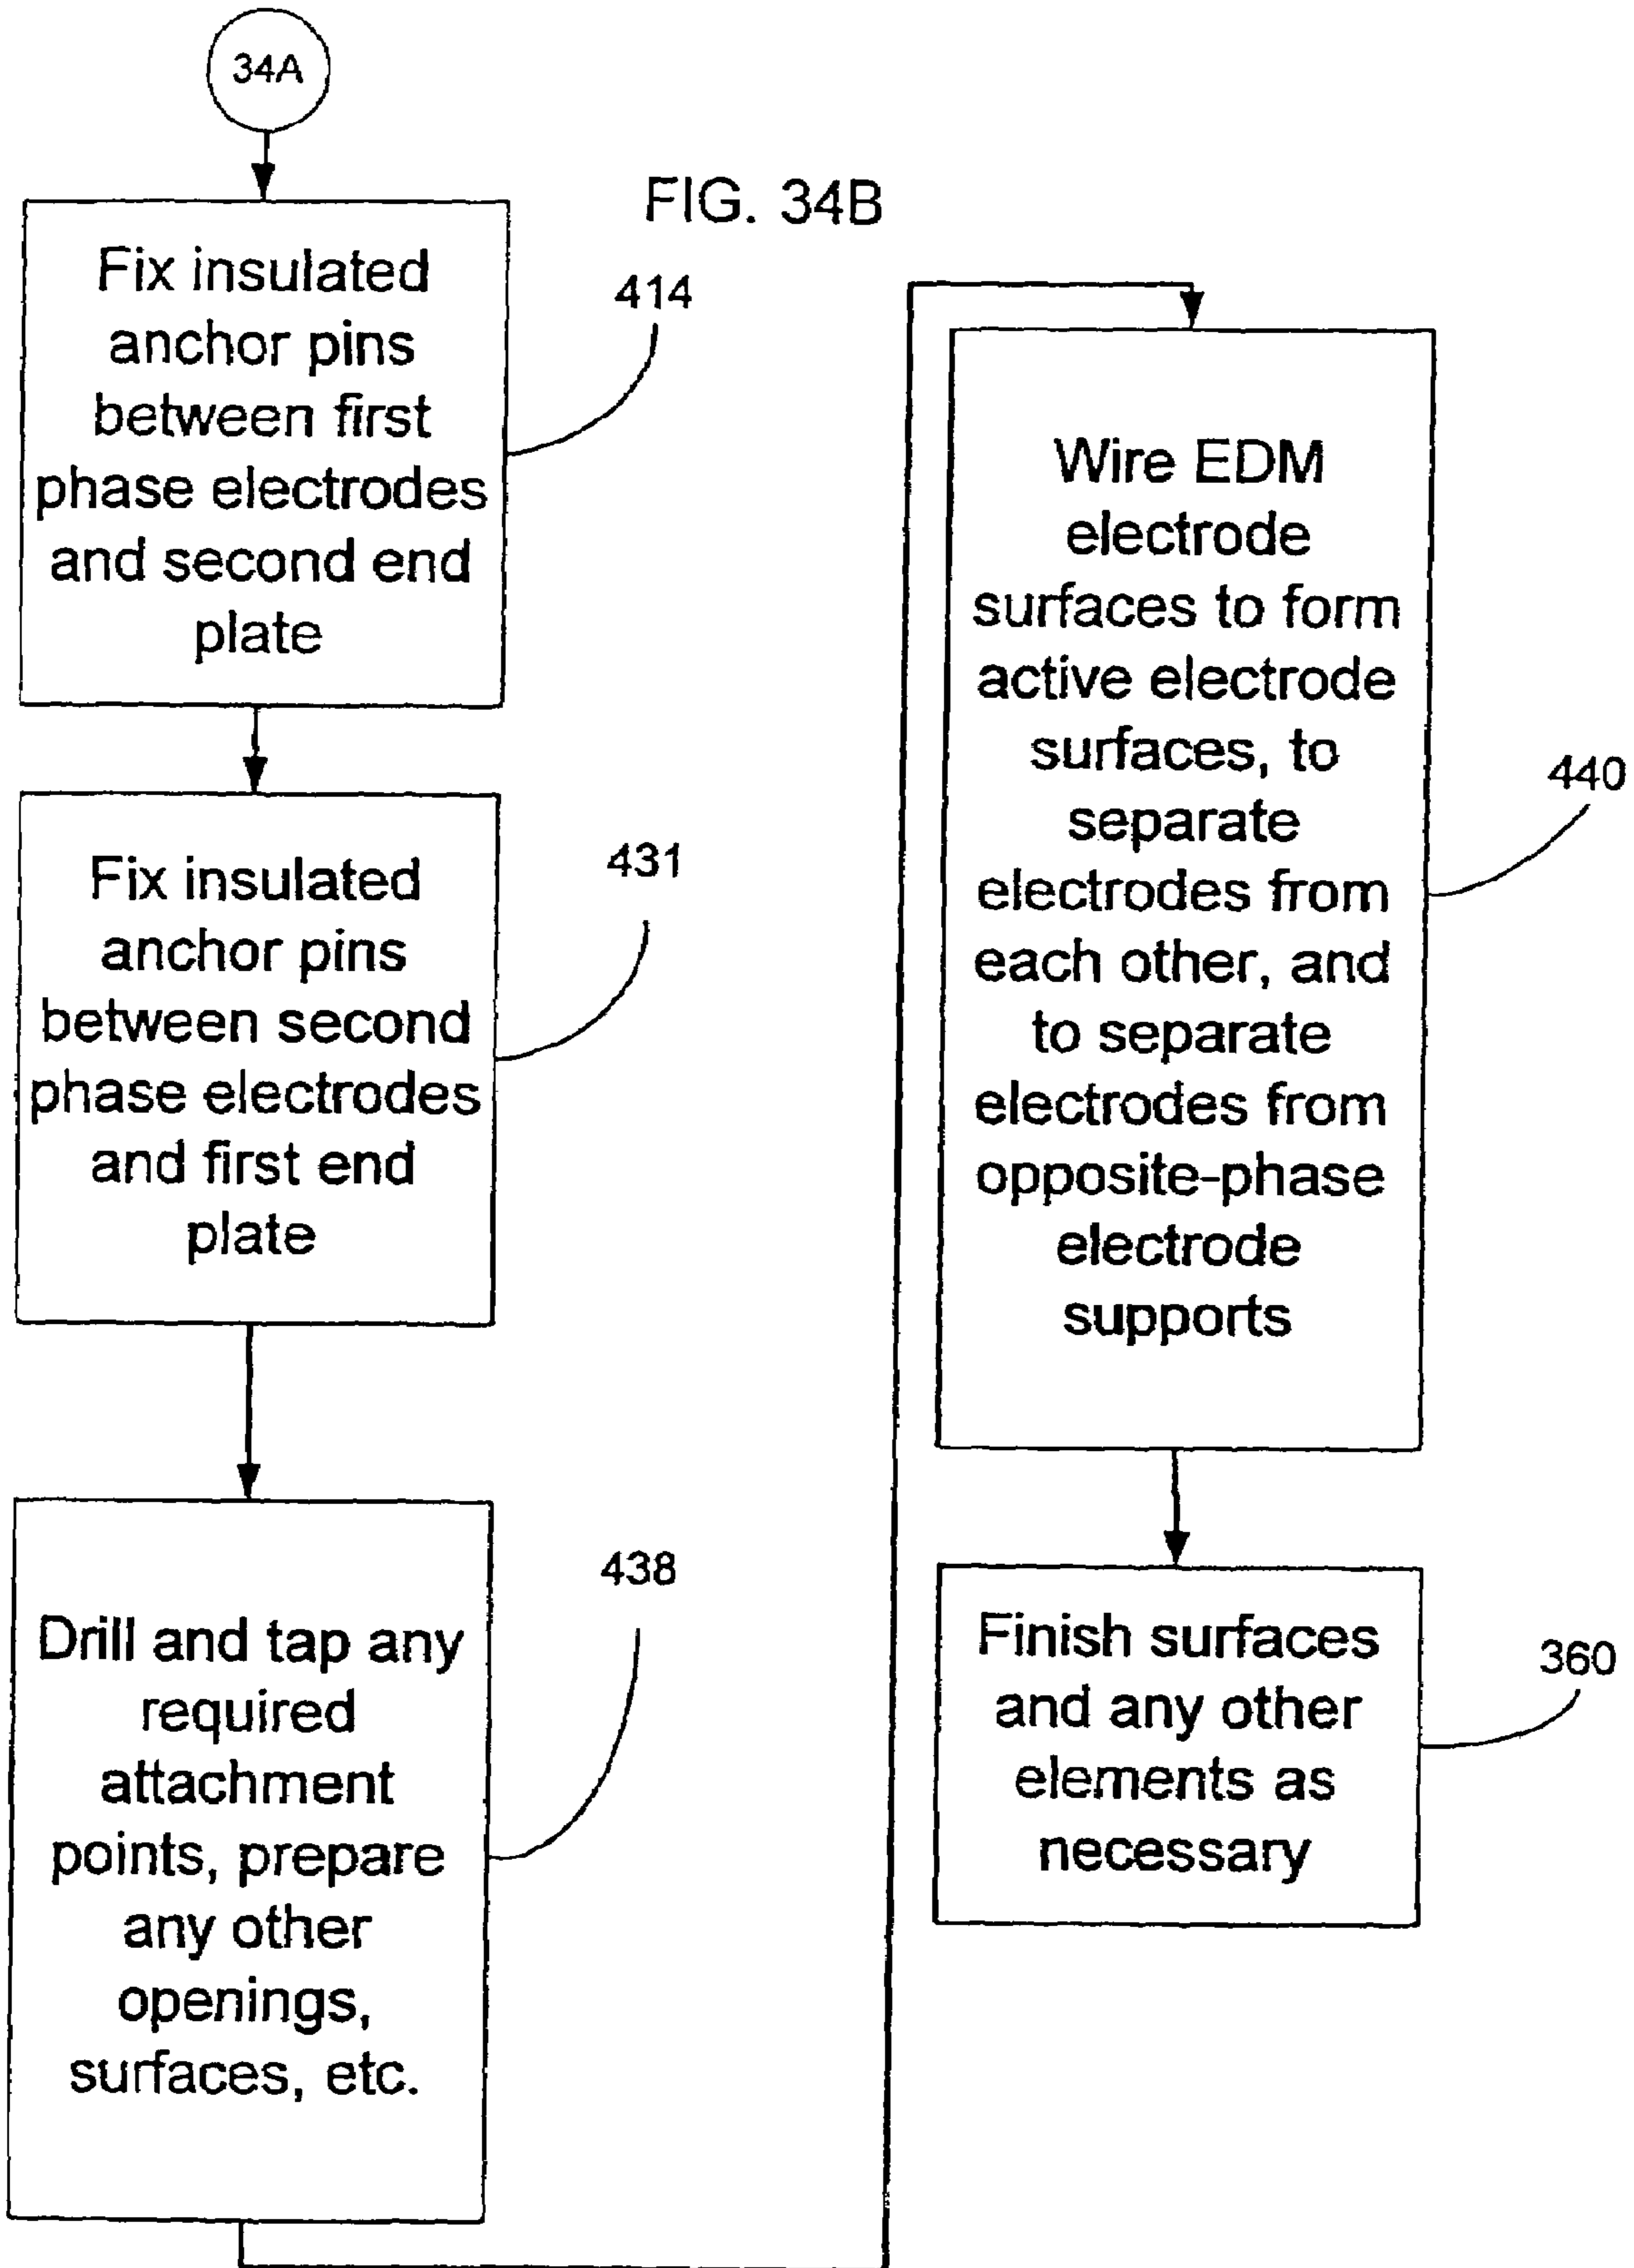 34A
FIG. 34B
Fix insulated
anchor pins
between first
phase electrodes
and second end
plate
414
Fix insulated
anchor pins
between second
phase electrodes
and first end
plate
431
Drill and tap any
required
attachment
points, prepare
any other
openings,
surfaces, etc.
438
Wire EDM
electrode
surfaces to form
active electrode
surfaces, to
separate
electrodes from
each other, and
to separate
electrodes from
opposite-phase
electrode
supports
440
Finish surfaces
and any other
elements as
necessary
360